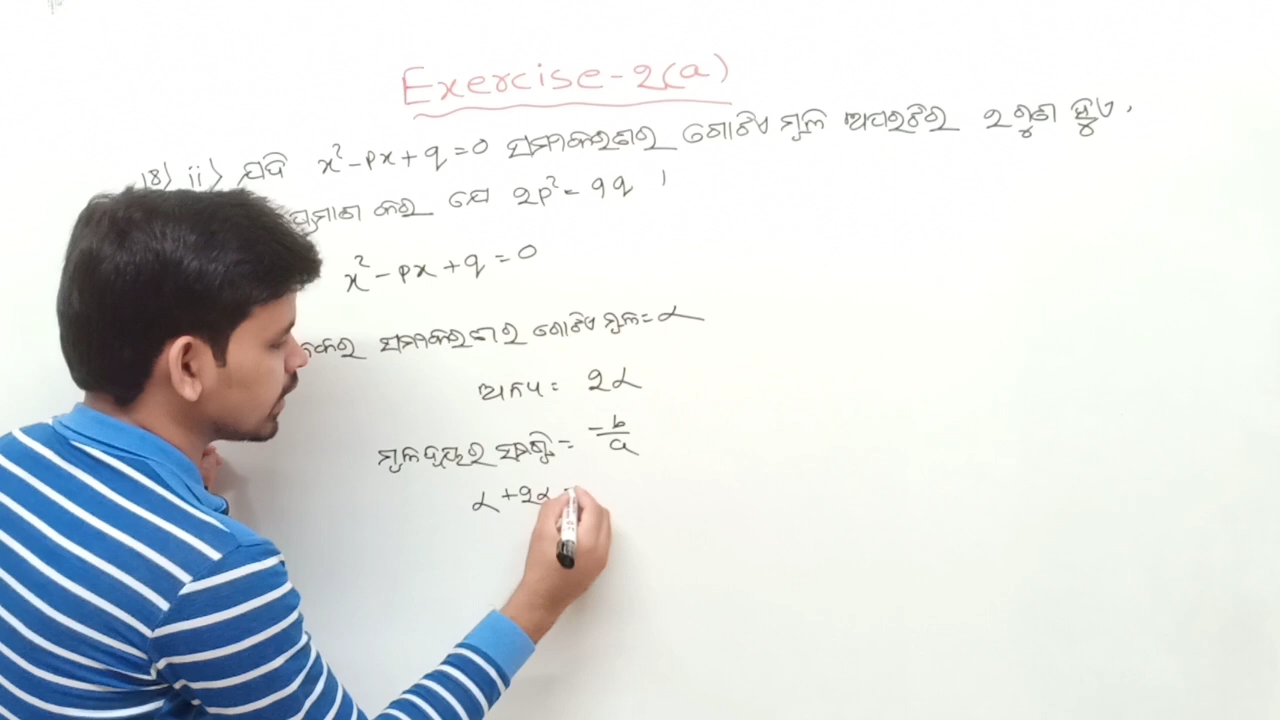 Exercise-2(a)
18) ii) ଯଦି x² - px + q = 0 ସମୀକରଣର ଗୋଟିଏ ମୂଳ ଅପରଟିର 2 ଗୁଣ ହୁଏ,
ପ୍ରମାଣ କର ଯେ 2p² = 9q ।
x² - px + q = 0
ସମୀକରଣର ଗୋଟିଏ ମୂଳ = α
ଅନ୍ୟ = 2α
ମୂଳଦ୍ୱୟର ସମଷ୍ଟି = -b/a
α + 2α =